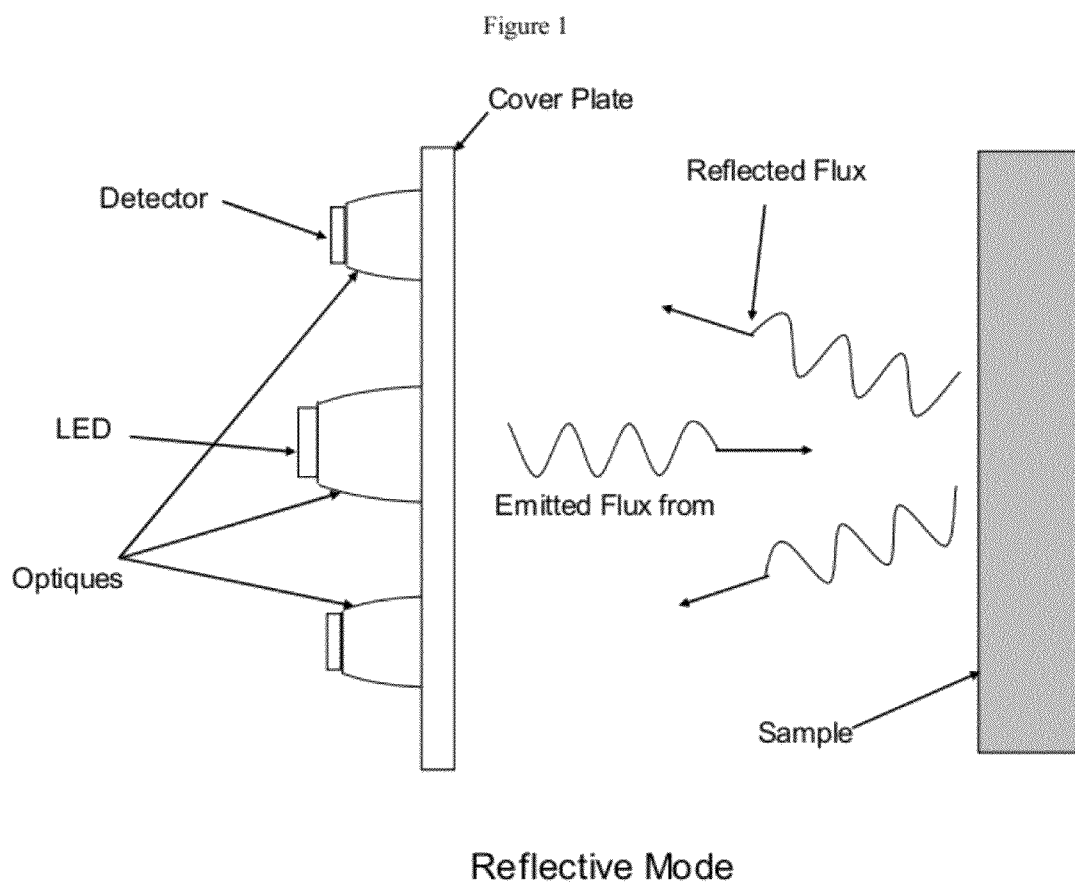 Figure 1
Cover Plate
Detector
Reflected Flux
LED
Emitted Flux from
Optiques
Sample
Reflective Mode